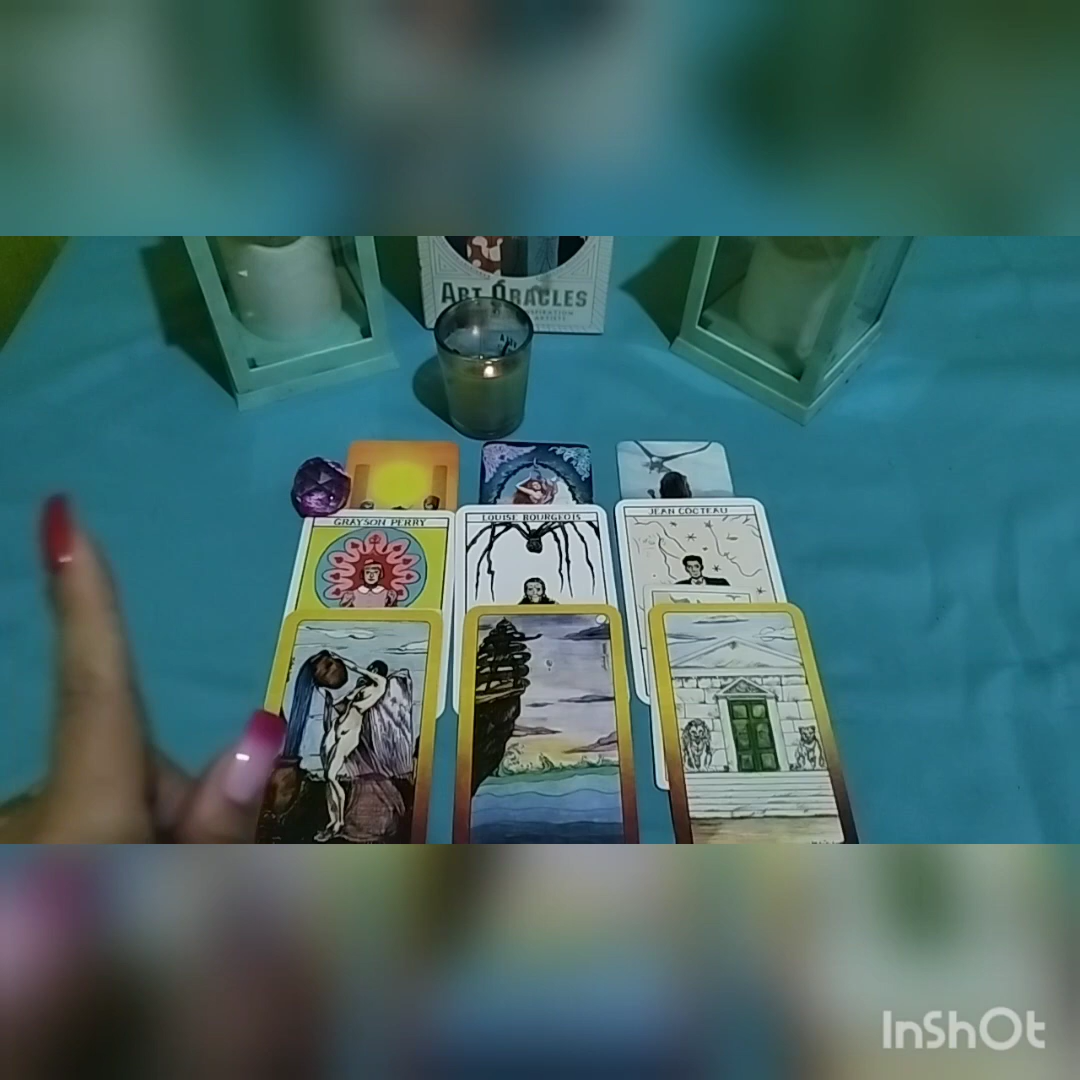 ART ORACLES
GRAYSON PERRY
LOUISE BOURGEOIS
JEAN COCTEAU
InShOt